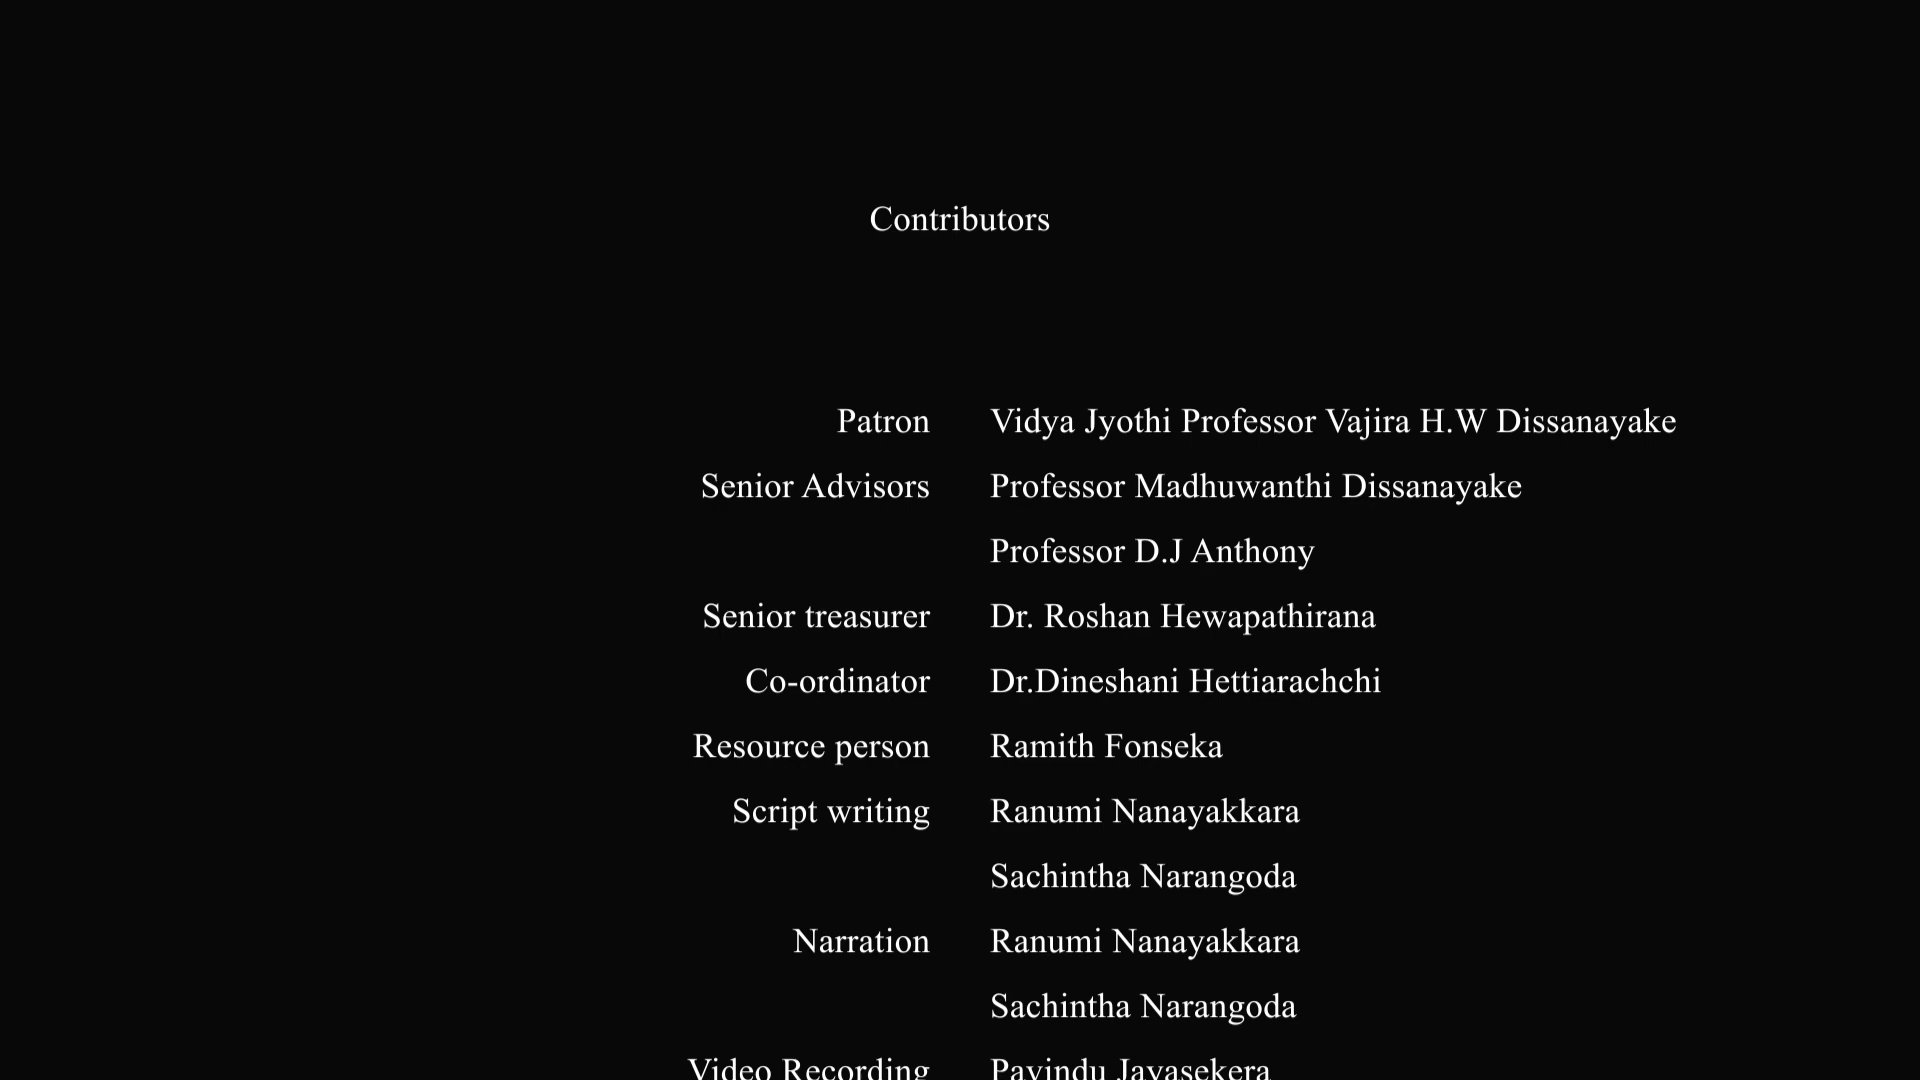 Contributors
Patron Vidya Jyothi Professor Vajira H.W Dissanayake
Senior Advisors Professor Madhuwanthi Dissanayake
Professor D.J Anthony
Senior treasurer Dr. Roshan Hewapathirana
Co-ordinator Dr.Dineshani Hettiarachchi
Resource person Ramith Fonseka
Script writing Ranumi Nanayakkara
Sachintha Narangoda
Narration Ranumi Nanayakkara
Sachintha Narangoda
Video Recording Pavindu Jayasekera